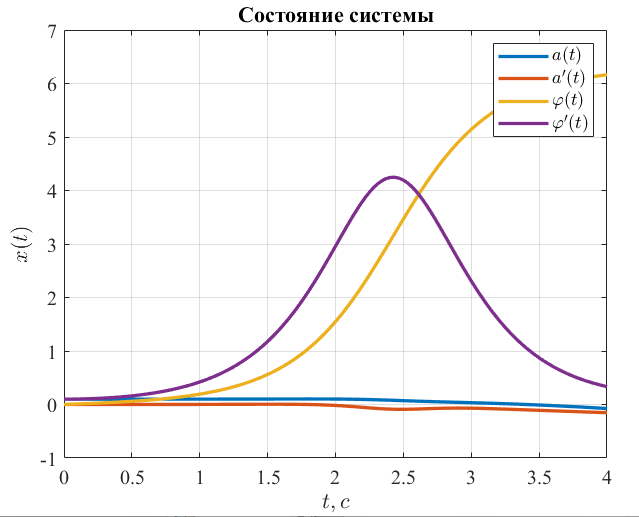 Состояние системы
7
6
5
4
3
2
1
0
-1
x(t)
a(t)
a′(t)
φ(t)
φ′(t)
0 0.5 1 1.5 2 2.5 3 3.5 4
t, c